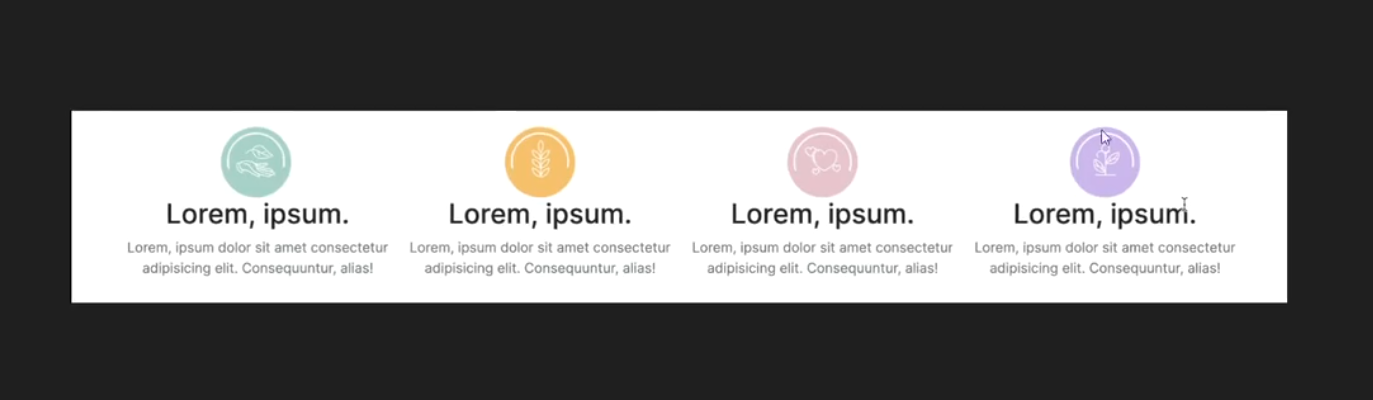 Lorem, ipsum.
Lorem, ipsum dolor sit amet consectetur
adipisicing elit. Consequuntur, alias!
Lorem, ipsum.
Lorem, ipsum dolor sit amet consectetur
adipisicing elit. Consequuntur, alias!
Lorem, ipsum.
Lorem, ipsum dolor sit amet consectetur
adipisicing elit. Consequuntur, alias!
Lorem, ipsum.
Lorem, ipsum dolor sit amet consectetur
adipisicing elit. Consequuntur, alias!